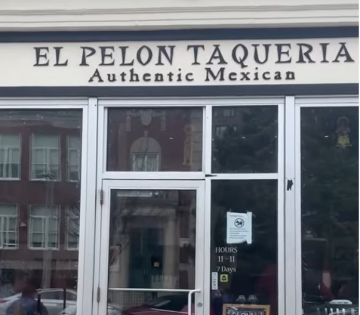 EL PELON TAQUERIA
Authentic Mexican
HOURS
11-11
7 Days